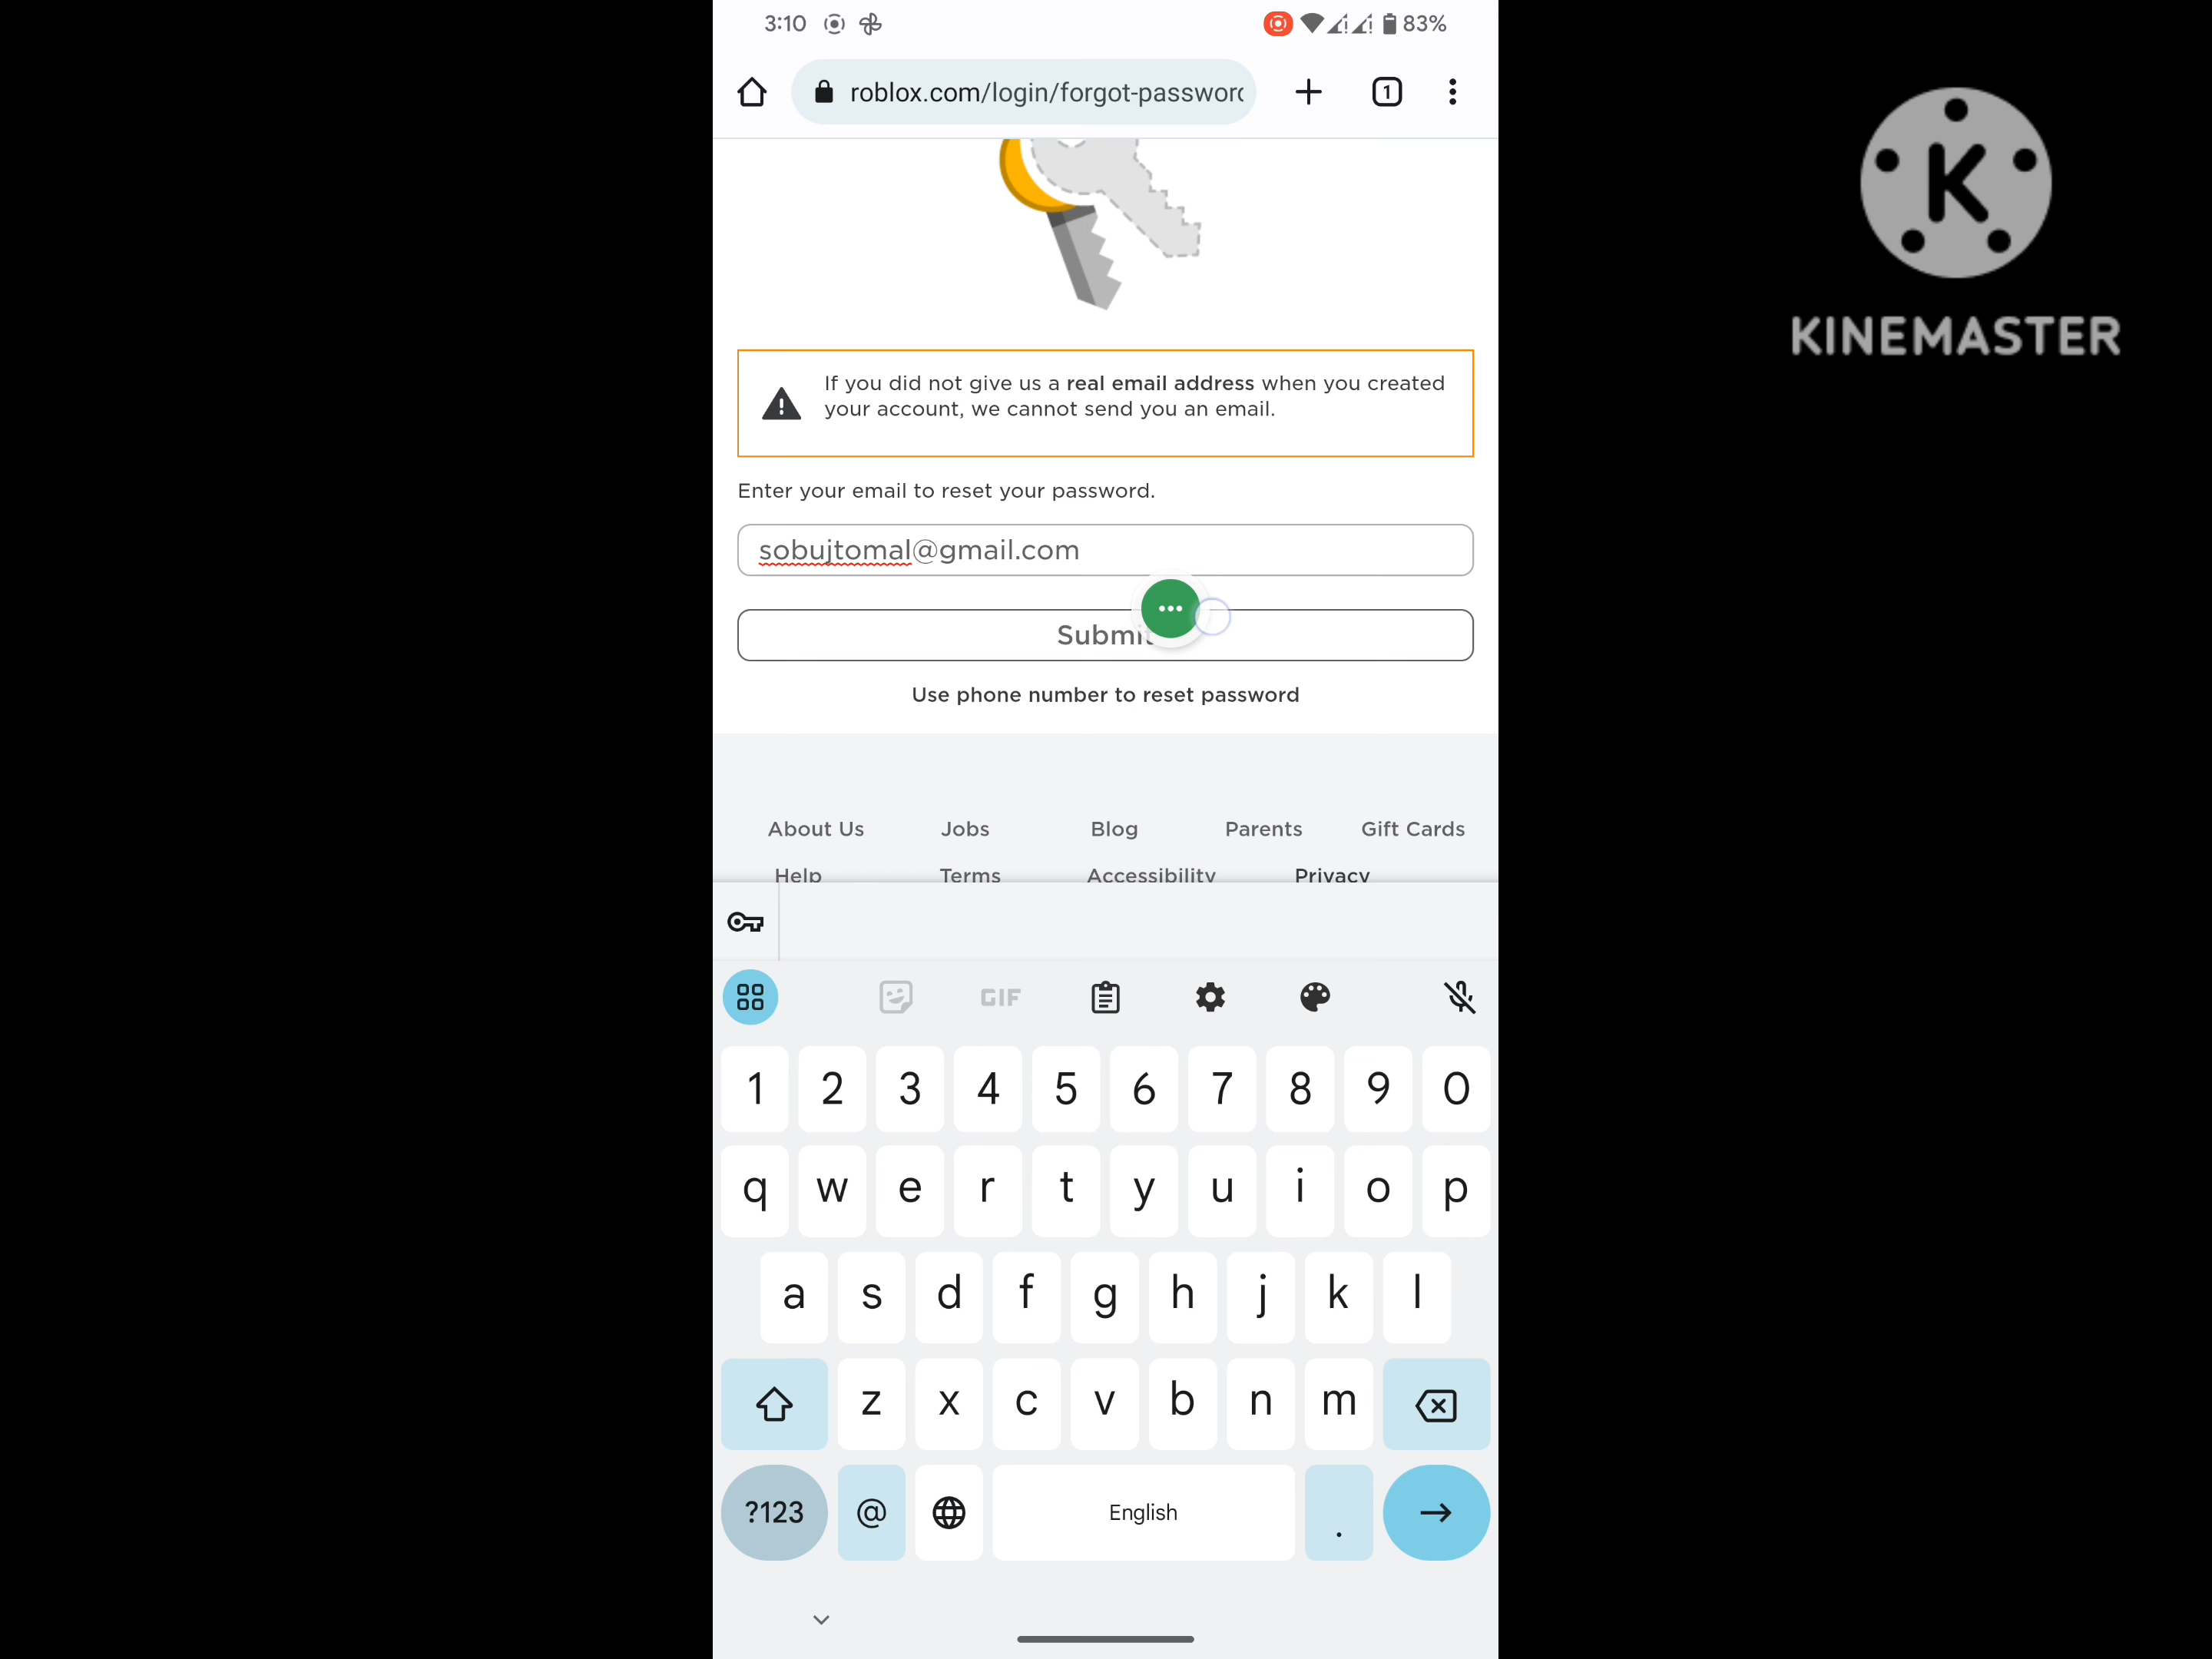 3:10
83%
roblox.com/login/forgot-password
1
K
KINEMASTER
If you did not give us a real email address when you created
your account, we cannot send you an email.
Enter your email to reset your password.
sobujtomal@gmail.com
Submit
Use phone number to reset password
About Us Jobs Blog Parents Gift Cards
Help Terms Accessibility Privacy
GIF
1 2 3 4 5 6 7 8 9 0
q w e r t y u i o p
a s d f g h j k l
z x c v b n m
?123 @ English .